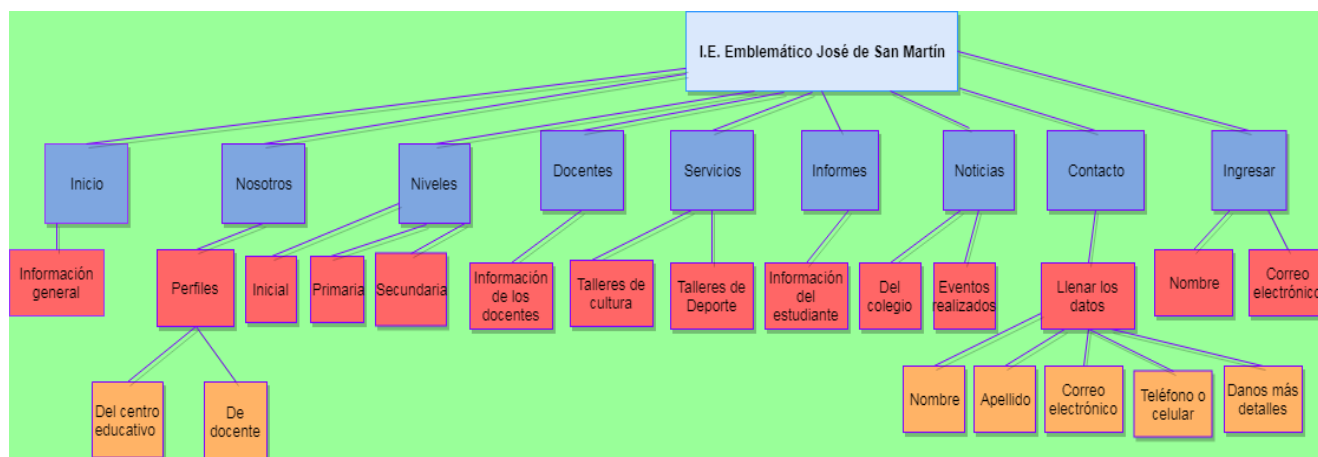 I.E. Emblemático José de San Martín
Inicio
Nosotros
Niveles
Docentes
Servicios
Informes
Noticias
Contacto
Ingresar
Información
general
Perfiles
Inicial
Primaria
Secundaria
Información
de los
docentes
Talleres de
cultura
Talleres de
Deporte
Información
del
estudiante
Del
colegio
Eventos
realizados
Llenar los
datos
Nombre
Correo
electrónico
Del centro
educativo
De
docente
Nombre
Apellido
Correo
electrónico
Teléfono o
celular
Danos más
detalles